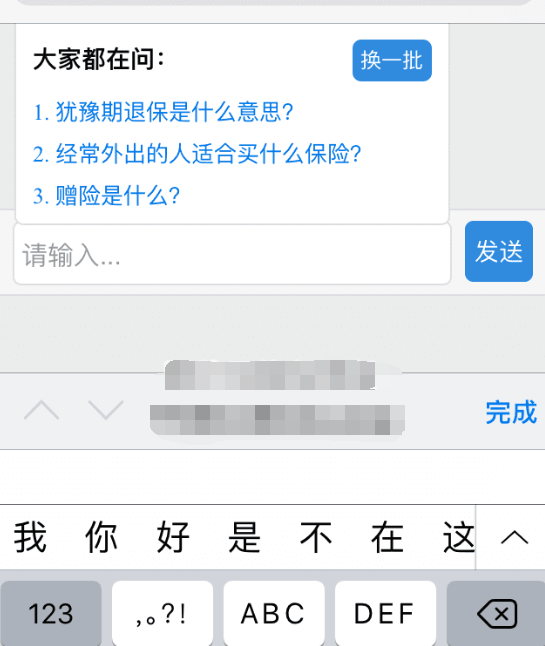 大家都在问：
换一批
1. 犹豫期退保是什么意思?
2. 经常外出的人适合买什么保险?
3. 赠险是什么?
请输入...
发送
完成
我 你 好 是 不 在 这
123 ,。?! ABC DEF